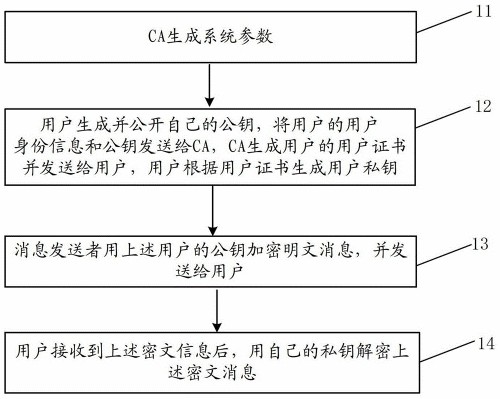 CA生成系统参数
11
用户生成并公开自己的公钥，将用户的用户
身份信息和公钥发送给CA，CA生成用户的用户证书
并发送给用户，用户根据用户证书生成用户私钥
12
消息发送者用上述用户的公钥加密明文消息，并发
送给用户
13
用户接收到上述密文信息后，用自己的私钥解密上
述密文消息
14